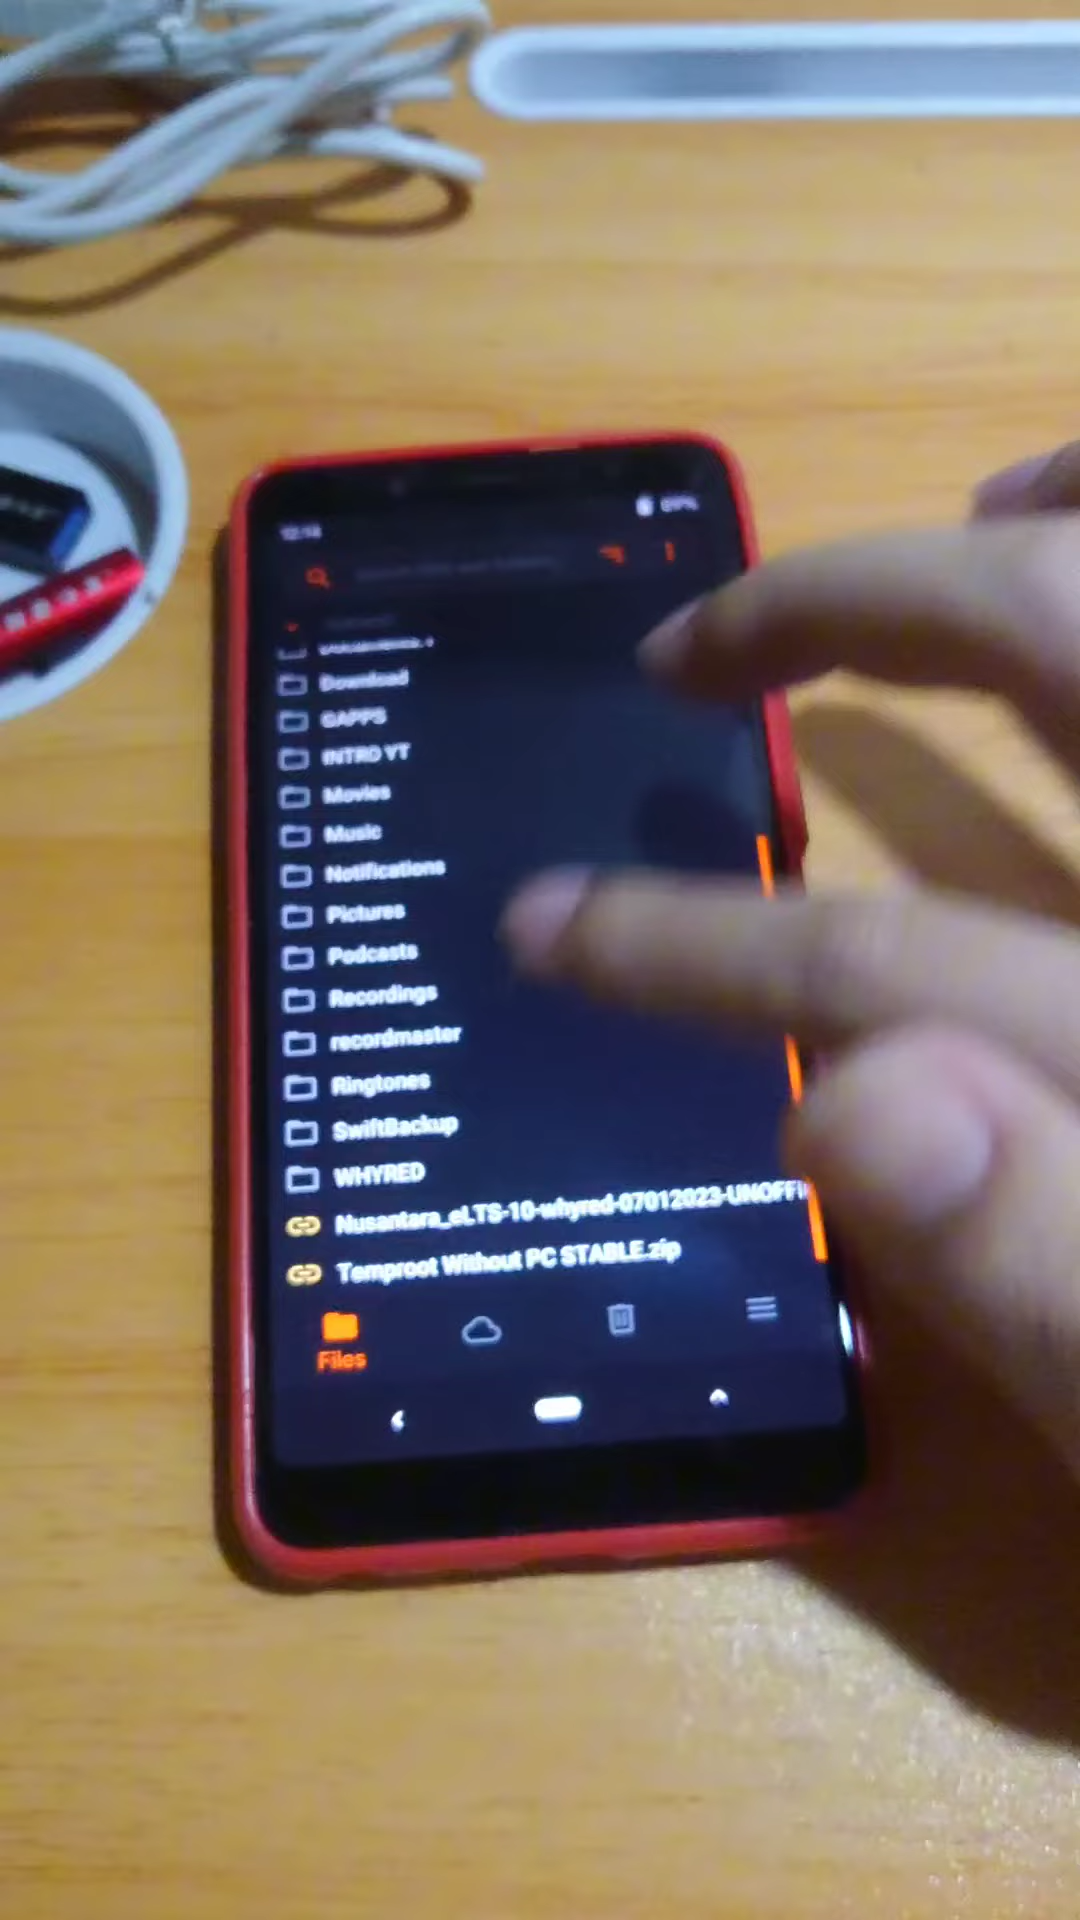 Download
GAPPS
INTRO YT
Movies
Music
Notifications
Pictures
Podcasts
Recordings
recordmaster
Ringtones
SwiftBackup
WHYRED
Nusantara_eLTS-10-whyred-07012023-UNOFFI
Temproot Without PC STABLE.zip
Files